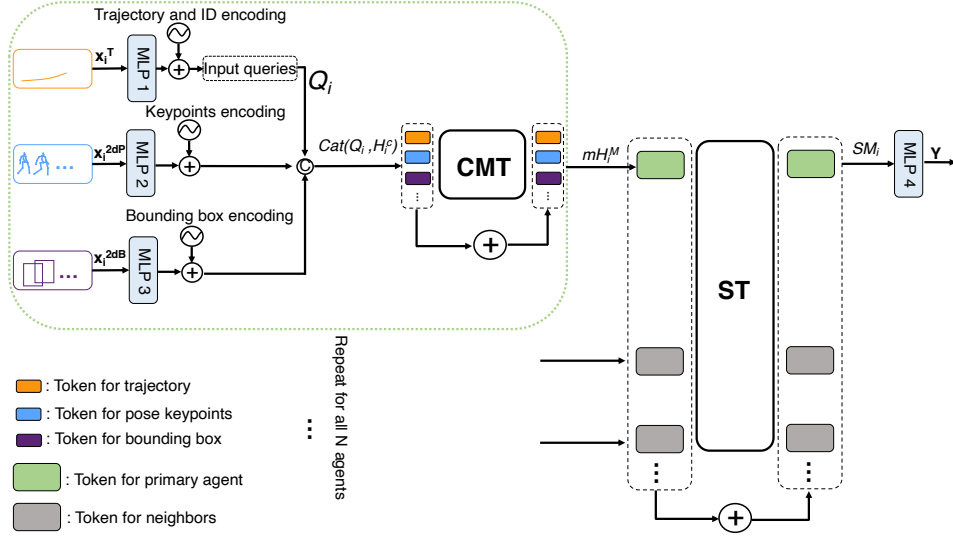 Trajectory and ID encoding
x_i^T
MLP 1
Input queries
Q_i
Keypoints encoding
x_i^2dP
MLP 2
Cat(Q_i ,H_i^c)
C
CMT
mH_i^M
SM_i
MLP 4
Y
Bounding box encoding
x_i^2dB
MLP 3
ST
Repeat for all N agents
: Token for trajectory
: Token for pose keypoints
: Token for bounding box
: Token for primary agent
: Token for neighbors